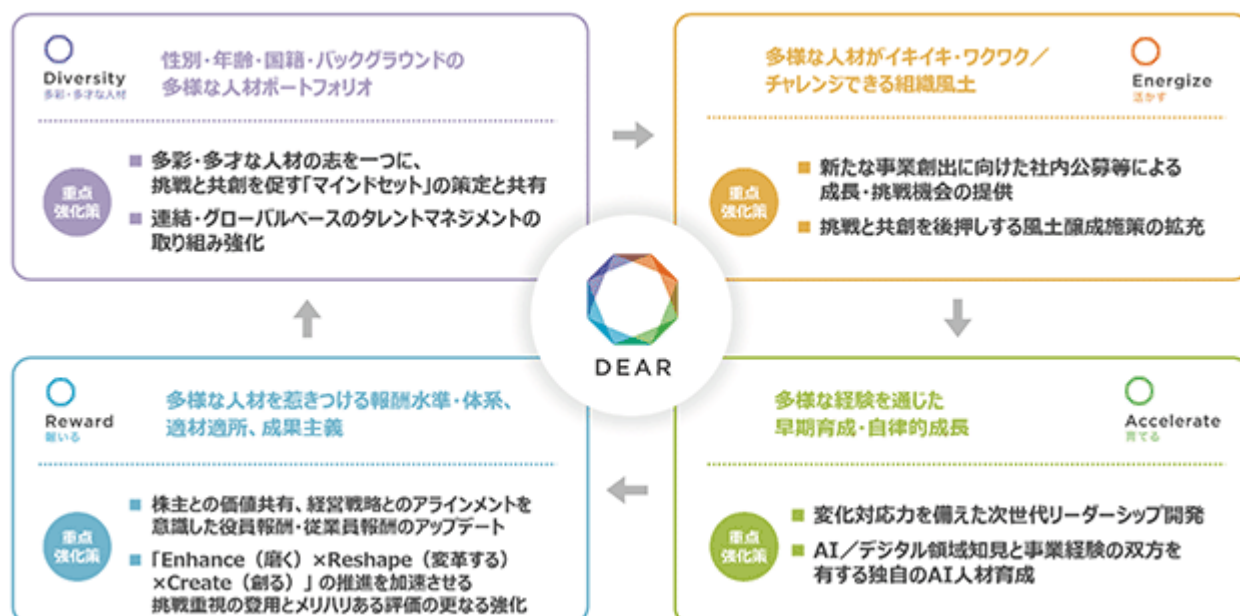 Diversity
多彩・多才な人材
性別・年齢・国籍・バックグラウンドの
多様な人材ポートフォリオ
重点
強化策
■ 多彩・多才な人材の志を一つに、
挑戦と共創を促す「マインドセット」の策定と共有
■ 連結・グローバルベースのタレントマネジメントの
取り組み強化
多様な人材がイキイキ・ワクワク／
チャレンジできる組織風土
Energize
活かす
重点
強化策
■ 新たな事業創出に向けた社内公募等による
成長・挑戦機会の提供
■ 挑戦と共創を後押しする風土醸成施策の拡充
DEAR
Reward
報いる
多様な人材を惹きつける報酬水準・体系、
適材適所、成果主義
重点
強化策
■ 株主との価値共有、経営戦略とのアラインメントを
意識した役員報酬・従業員報酬のアップデート
■ 「Enhance（磨く）×Reshape（変革する）
×Create（創る）」の推進を加速させる
挑戦重視の登用とメリハリある評価の更なる強化
多様な経験を通じた
早期育成・自律的成長
Accelerate
育てる
重点
強化策
■ 変化対応力を備えた次世代リーダーシップ開発
■ AI／デジタル領域知見と事業経験の双方を
有する独自のAI人材育成